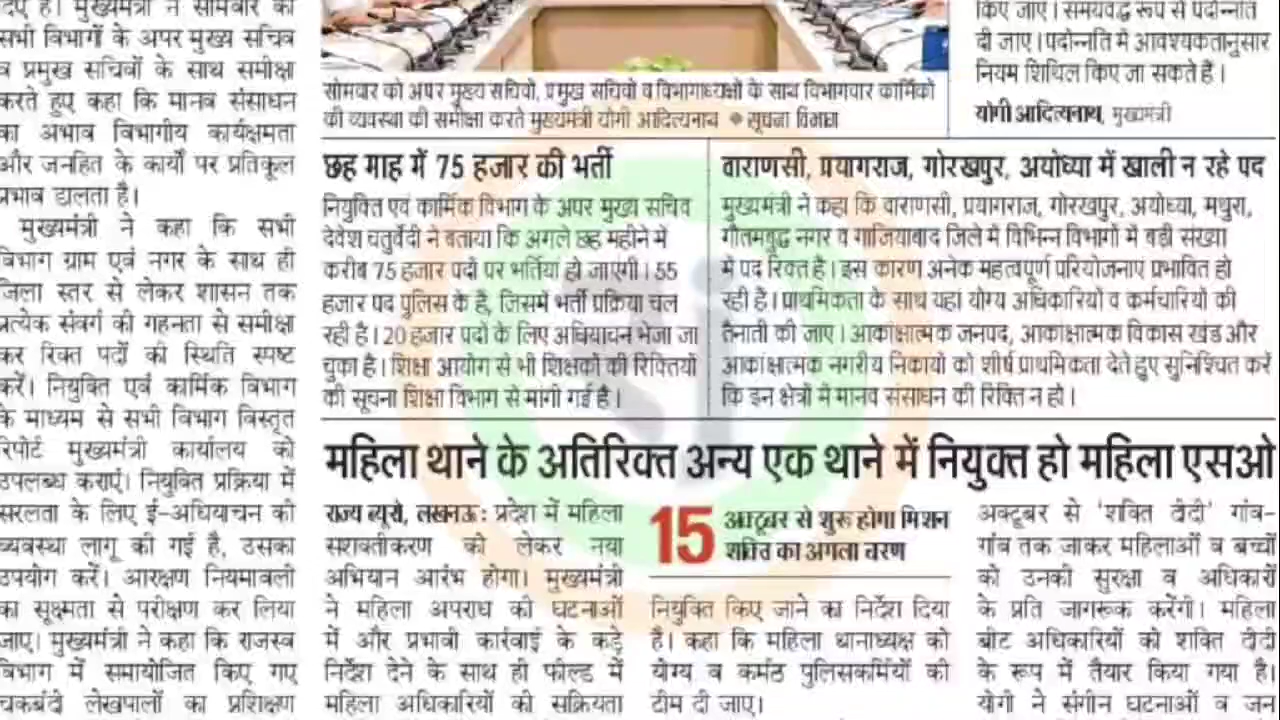 दिए हैं। मुख्यमंत्री ने सोमवार को
सभी विभागों के अपर मुख्य सचिव
व प्रमुख सचिवों के साथ समीक्षा
करते हुए कहा कि मानव संसाधन
का अभाव विभागीय कार्यक्षमता
और जनहित के कार्यों पर प्रतिकूल
प्रभाव डालता है।
मुख्यमंत्री ने कहा कि सभी
विभाग ग्राम एवं नगर के साथ ही
जिला स्तर से लेकर शासन तक
प्रत्येक संवर्ग की गहनता से समीक्षा
कर रिक्त पदों की स्थिति स्पष्ट
करें। नियुक्ति एवं कार्मिक विभाग
के माध्यम से सभी विभाग विस्तृत
रिपोर्ट मुख्यमंत्री कार्यालय को
उपलब्ध कराएं। नियुक्ति प्रक्रिया में
सरलता के लिए ई-अधियाचन की
व्यवस्था लागू की गई है, उसका
उपयोग करें। आरक्षण नियमावली
का सूक्ष्मता से परीक्षण कर लिया
जाए। मुख्यमंत्री ने कहा कि राजस्व
विभाग में समायोजित किए गए
चकबंदी लेखपालों का प्रशिक्षण
सोमवार को अपर मुख्य सचिवों, प्रमुख सचिवों व विभागाध्यक्षों के साथ विभागवार कार्मिकों
की व्यवस्था की समीक्षा करते मुख्यमंत्री योगी आदित्यनाथ ● सूचना विभाग
किए जाएं। समयबद्ध रूप से पदोन्नति
दी जाए। पदोन्नति में आवश्यकतानुसार
नियम शिथिल किए जा सकते हैं।
योगी आदित्यनाथ, मुख्यमंत्री
छह माह में 75 हजार की भर्ती
नियुक्ति एवं कार्मिक विभाग के अपर मुख्य सचिव
देवेश चतुर्वेदी ने बताया कि अगले छह महीने में
करीब 75 हजार पदों पर भर्तियां हो जाएंगी। 55
हजार पद पुलिस के हैं, जिसमें भर्ती प्रक्रिया चल
रही है। 20 हजार पदों के लिए अधियाचन भेजा जा
चुका है। शिक्षा आयोग से भी शिक्षकों की रिक्तियों
की सूचना शिक्षा विभाग से मांगी गई है।
वाराणसी, प्रयागराज, गोरखपुर, अयोध्या में खाली न रहे पद
मुख्यमंत्री ने कहा कि वाराणसी, प्रयागराज, गोरखपुर, अयोध्या, मथुरा,
गौतमबुद्ध नगर व गाजियाबाद जिले में विभिन्न विभागों में बड़ी संख्या
में पद रिक्त हैं। इस कारण अनेक महत्वपूर्ण परियोजनाएं प्रभावित हो
रही हैं। प्राथमिकता के साथ यहां योग्य अधिकारियों व कर्मचारियों की
तैनाती की जाए। आकांक्षात्मक जनपद, आकांक्षात्मक विकास खंड और
आकांक्षात्मक नगरीय निकायों को शीर्ष प्राथमिकता देते हुए सुनिश्चित करें
कि इन क्षेत्रों में मानव संसाधन की रिक्ति न हो।
महिला थाने के अतिरिक्त अन्य एक थाने में नियुक्त हो महिला एसओ
राज्य ब्यूरो, लखनऊ: प्रदेश में महिला
सशक्तीकरण को लेकर नया
अभियान आरंभ होगा। मुख्यमंत्री
ने महिला अपराध की घटनाओं
में और प्रभावी कार्रवाई के कड़े
निर्देश देने के साथ ही फील्ड में
महिला अधिकारियों की सक्रियता
15 अक्टूबर से शुरू होगा मिशन
शक्ति का अगला चरण
नियुक्ति किए जाने का निर्देश दिया
है। कहा कि महिला थानाध्यक्ष को
योग्य व कर्मठ पुलिसकर्मियों की
टीम दी जाए।
अक्टूबर से 'शक्ति दीदी' गांव-
गांव तक जाकर महिलाओं व बच्चों
को उनकी सुरक्षा व अधिकारों
के प्रति जागरूक करेंगी। महिला
बीट अधिकारियों को शक्ति दीदी
के रूप में तैयार किया गया है।
योगी ने संगीन घटनाओं व जन